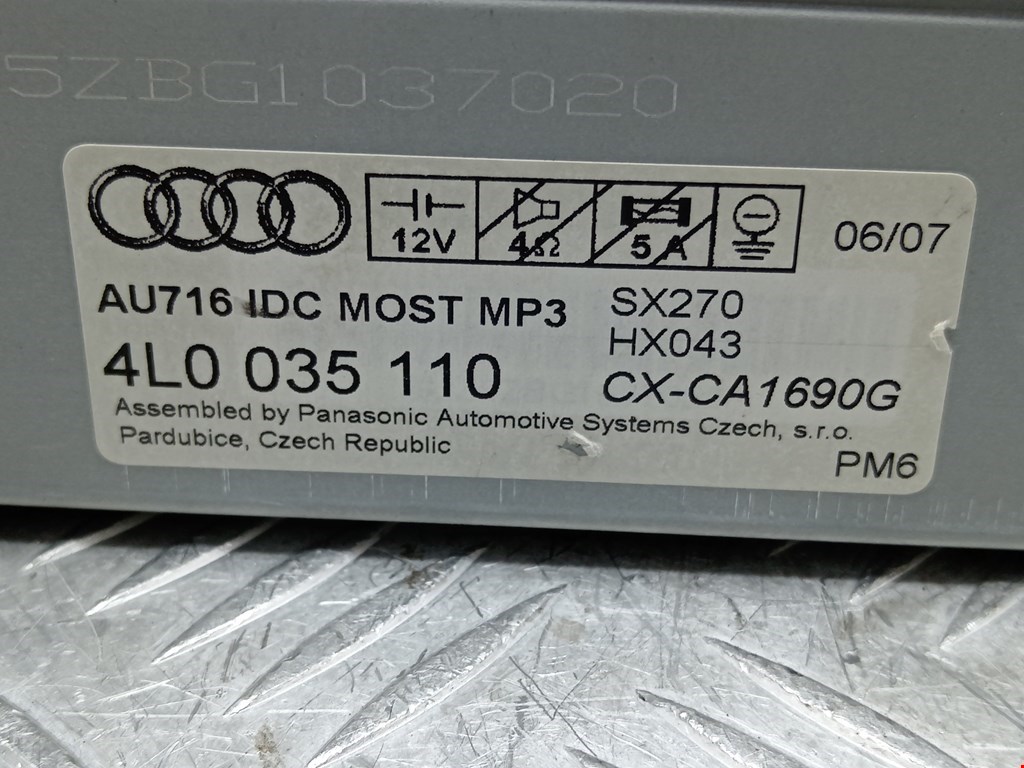 5ZBG1037020
12V 4Ω 5A
06/07
AU716 IDC MOST MP3
SX270
HX043
4L0 035 110
CX-CA1690G
Assembled by Panasonic Automotive Systems Czech, s.r.o.
Pardubice, Czech Republic
PM6